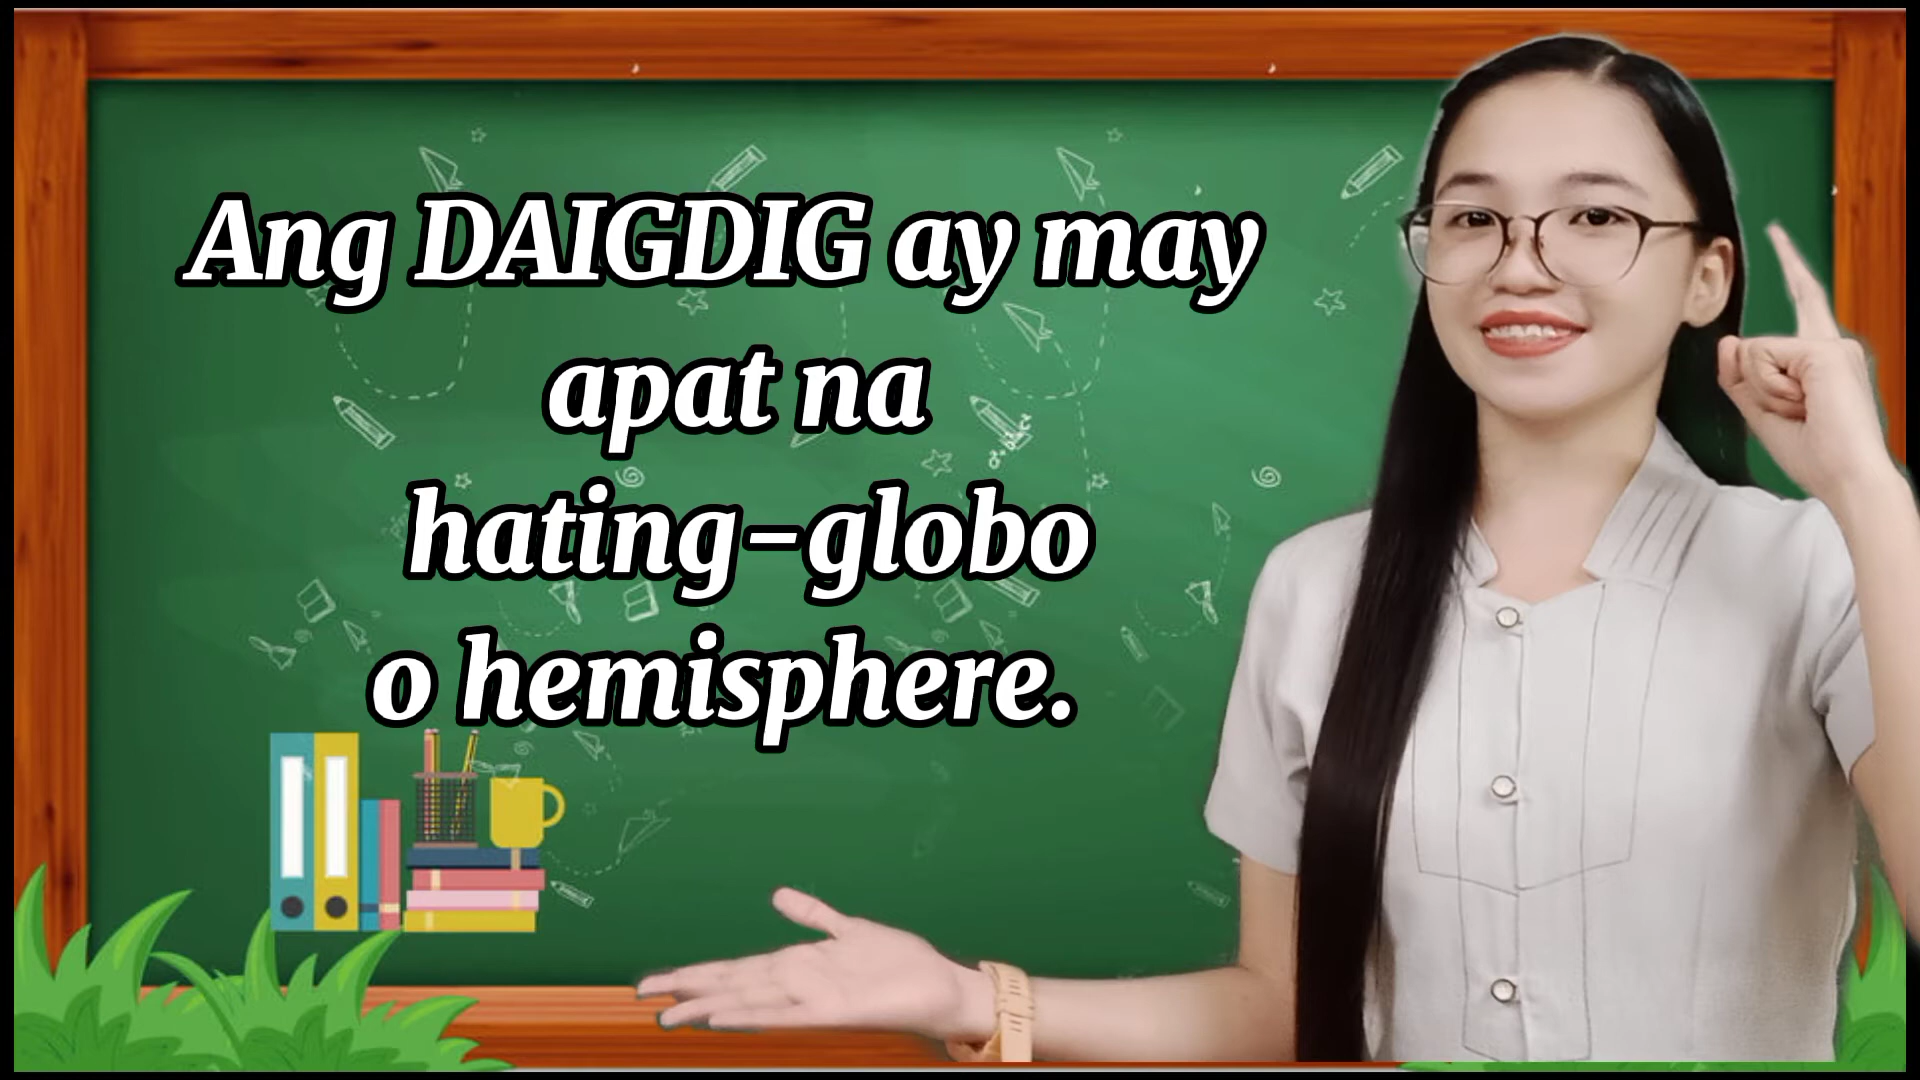 Ang DAIGDIG ay may
apat na
hating-globo
o hemisphere.